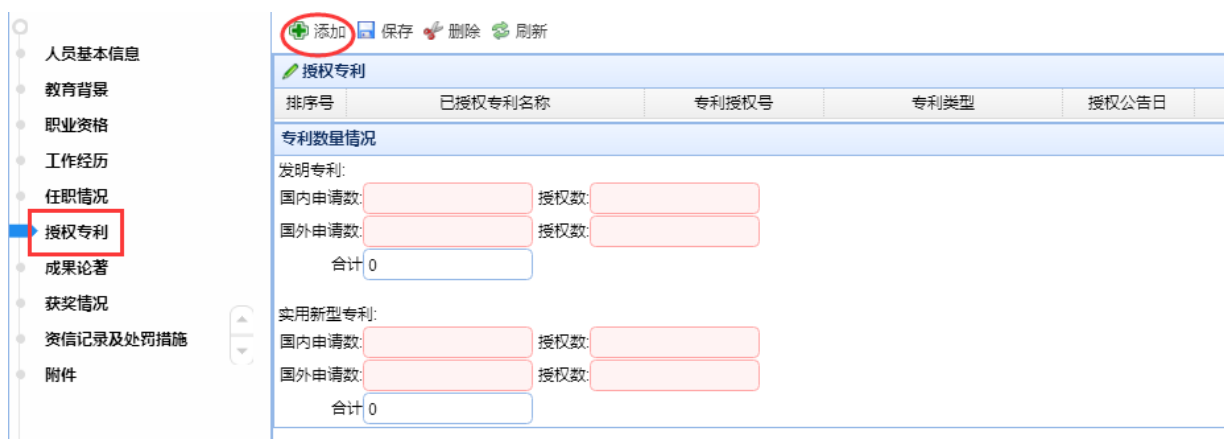 人员基本信息
教育背景
职业资格
工作经历
任职情况
授权专利
成果论著
获奖情况
资信记录及处罚措施
附件
添加 保存 删除 刷新
授权专利
排序号 已授权专利名称 专利授权号 专利类型 授权公告日
专利数量情况
发明专利:
国内申请数: 授权数:
国外申请数: 授权数:
合计 0
实用新型专利:
国内申请数: 授权数:
国外申请数: 授权数:
合计 0